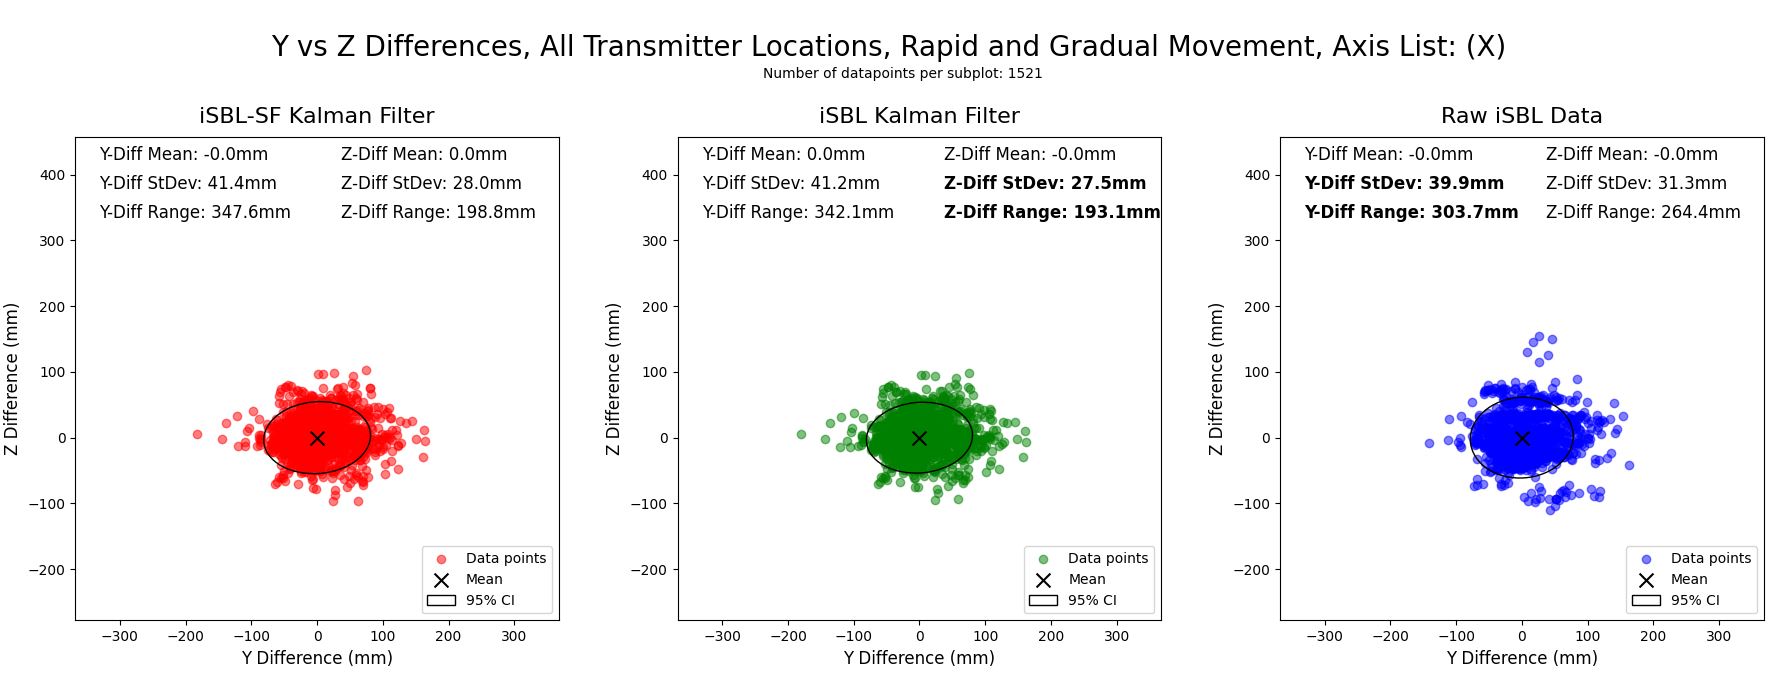 Y vs Z Differences, All Transmitter Locations, Rapid and Gradual Movement, Axis List: (X)
Number of datapoints per subplot: 1521
iSBL-SF Kalman Filter
Y-Diff Mean: -0.0mm Z-Diff Mean: 0.0mm
Y-Diff StDev: 41.4mm Z-Diff StDev: 28.0mm
Y-Diff Range: 347.6mm Z-Diff Range: 198.8mm
400
300
200
100
0
−100
−200
Z Difference (mm)
Data points
Mean
95% CI
−300 −200 −100 0 100 200 300
Y Difference (mm)
iSBL Kalman Filter
Y-Diff Mean: 0.0mm Z-Diff Mean: -0.0mm
Y-Diff StDev: 41.2mm Z-Diff StDev: 27.5mm
Y-Diff Range: 342.1mm Z-Diff Range: 193.1mm
400
300
200
100
0
−100
−200
Z Difference (mm)
Data points
Mean
95% CI
−300 −200 −100 0 100 200 300
Y Difference (mm)
Raw iSBL Data
Y-Diff Mean: -0.0mm Z-Diff Mean: -0.0mm
Y-Diff StDev: 39.9mm Z-Diff StDev: 31.3mm
Y-Diff Range: 303.7mm Z-Diff Range: 264.4mm
400
300
200
100
0
−100
−200
Z Difference (mm)
Data points
Mean
95% CI
−300 −200 −100 0 100 200 300
Y Difference (mm)